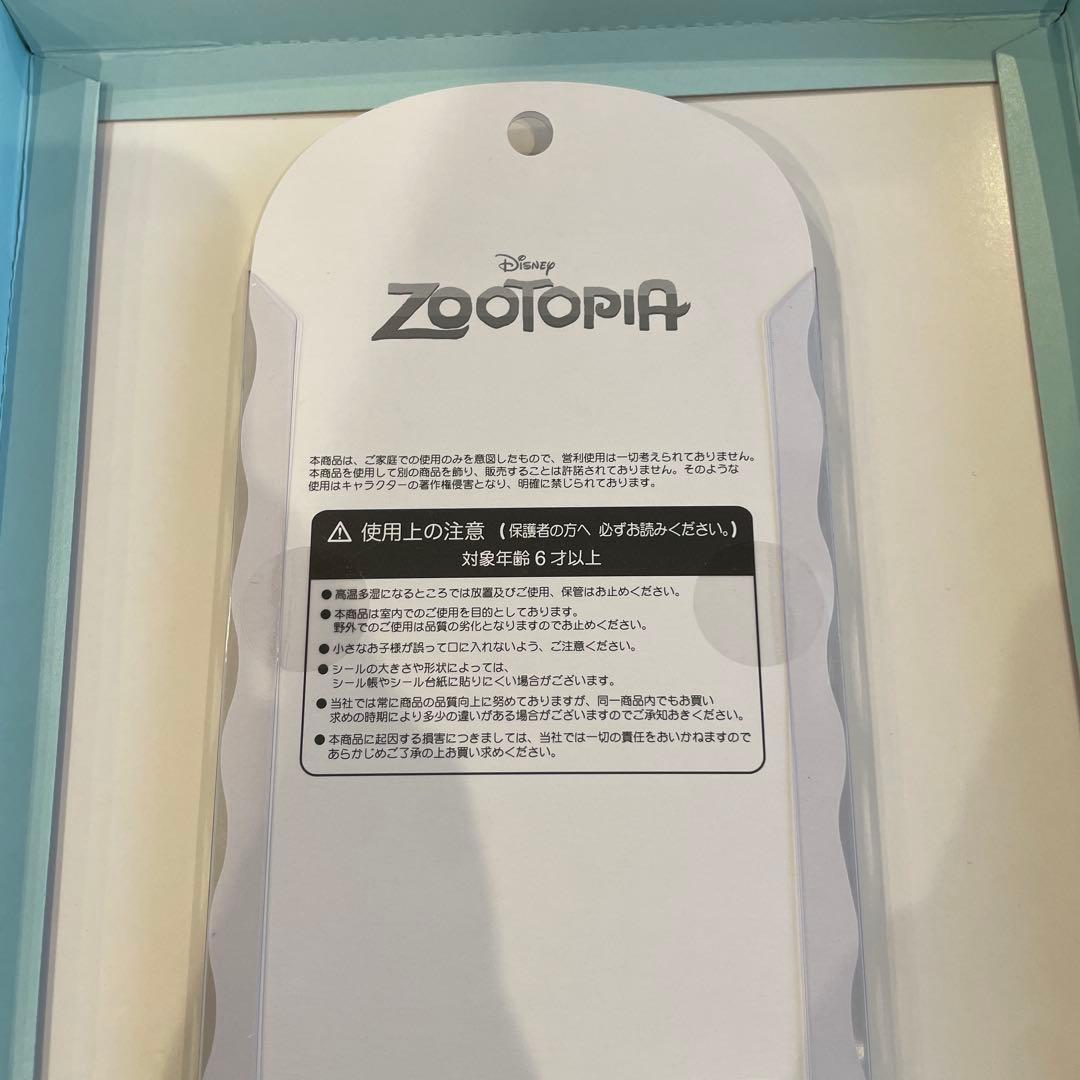 Disney
ZOOTOPIA
本商品は、ご家庭での使用のみを意図したもので、営利使用は一切考えられておりません。
本商品を使用して別の商品を飾り、販売することは許諾されておりません。そのような
使用はキャラクターの著作権侵害となり、明確に禁じられております。
⚠ 使用上の注意 (保護者の方へ 必ずお読みください。)
対象年齢6才以上
●高温多湿になるところでは放置及びご使用、保管はお止めください。
●本商品は室内でのご使用を目的としております。
野外でのご使用は品質の劣化となりますのでお止めください。
●小さなお子様が誤って口に入れないよう、ご注意ください。
●シールの大きさや形状によっては、
シール帳やシール台紙に貼りにくい場合がございます。
●当社では常に商品の品質向上に努めておりますが、同一商品内でもお買い
求めの時期により多少の違いがある場合がございますのでご承知おきください。
●本商品に起因する損害につきましては、当社では一切の責任をおいかねますので
あらかじめご了承の上お買い求めください。